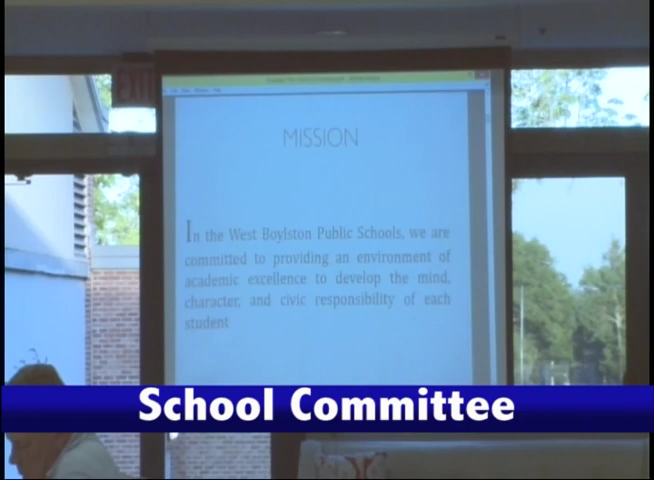 EXIT
MISSION
In the West Boylston Public Schools, we are
committed to providing an environment of
academic excellence to develop the mind,
character, and civic responsibility of each
student
School Committee